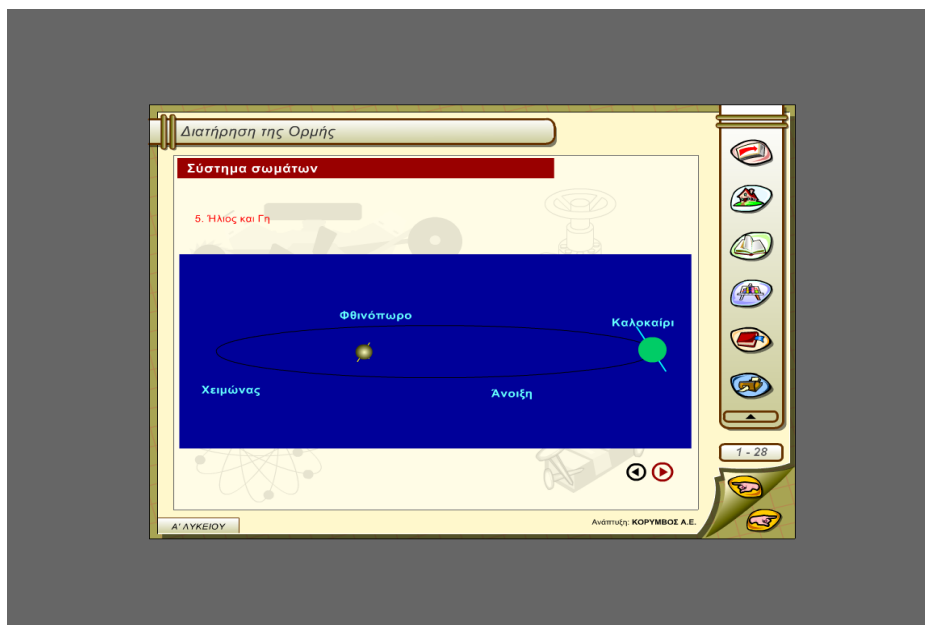 Διατήρηση της Ορμής
Σύστημα σωμάτων
5. Ήλιος και Γη
Φθινόπωρο
Καλοκαίρι
Χειμώνας
Άνοιξη
1 - 28
Α' ΛΥΚΕΙΟΥ
Ανάπτυξη: ΚΟΡΥΜΒΟΣ Α.Ε.